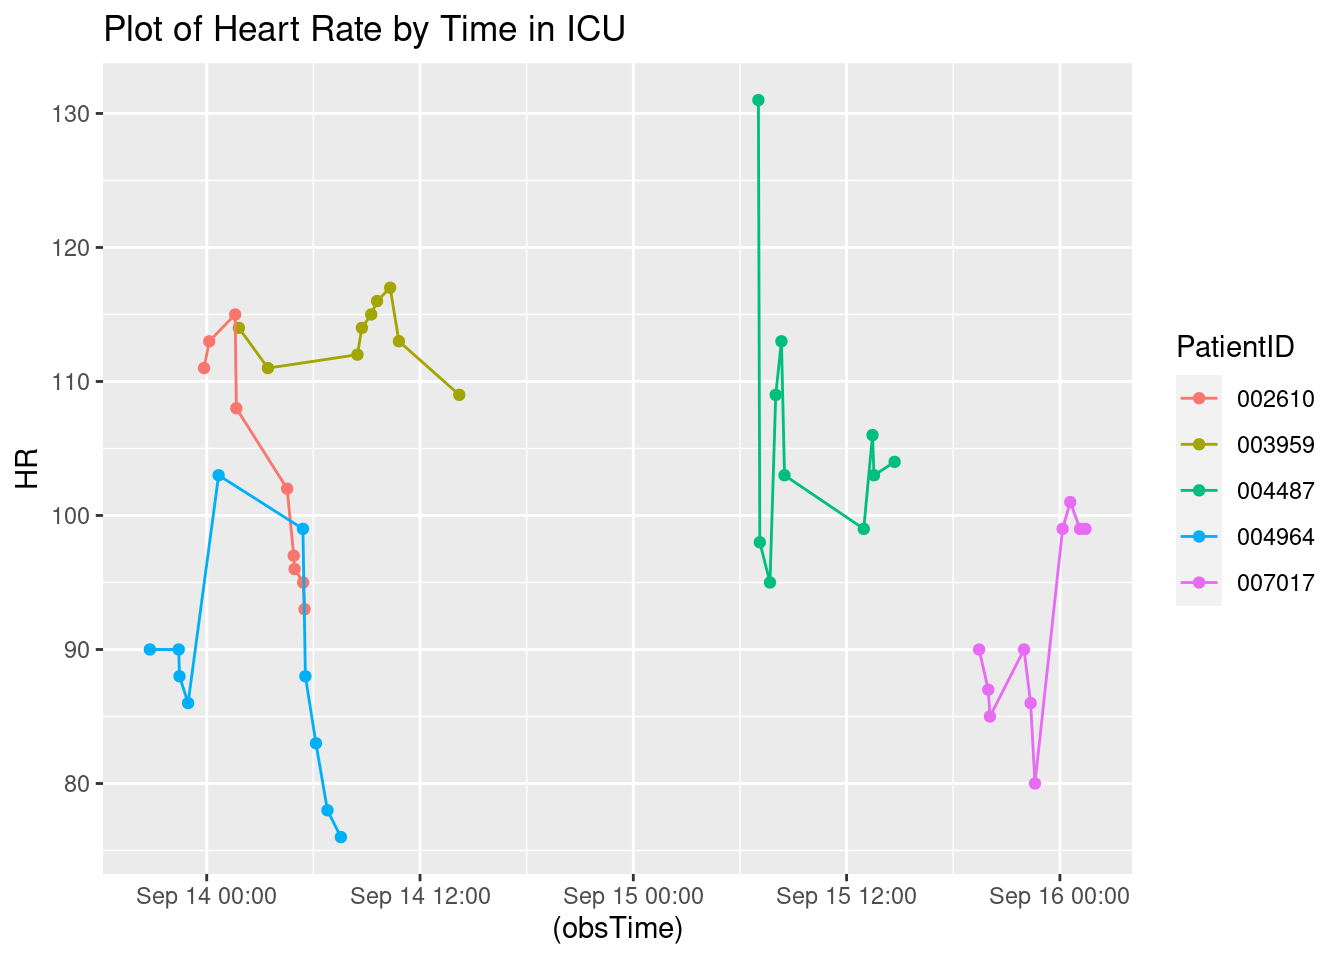 Plot of Heart Rate by Time in ICU
HR
130
120
110
100
90
80
Sep 14 00:00
Sep 14 12:00
Sep 15 00:00
Sep 15 12:00
Sep 16 00:00
(obsTime)
PatientID
002610
003959
004487
004964
007017